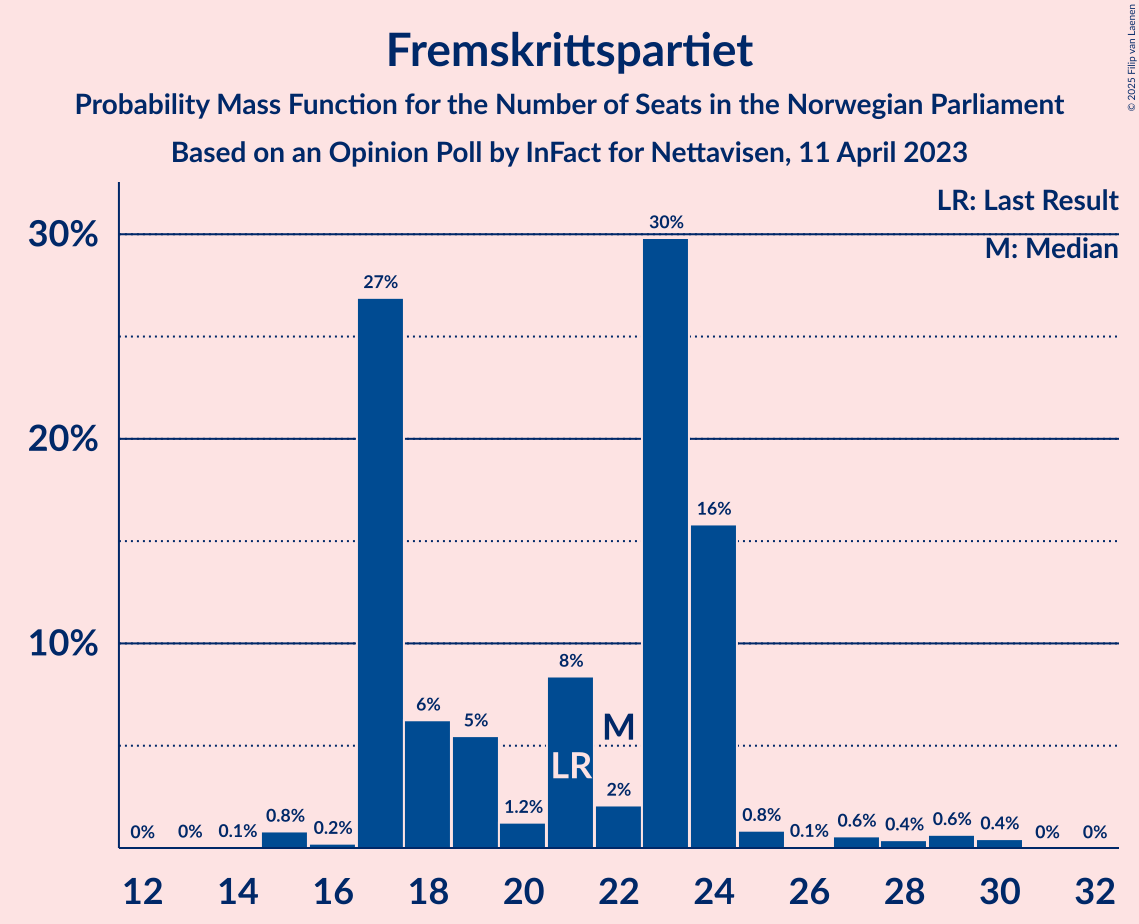 Fremskrittspartiet
Probability Mass Function for the Number of Seats in the Norwegian Parliament
Based on an Opinion Poll by InFact for Nettavisen, 11 April 2023
© 2025 Filip van Laenen
LR: Last Result
M: Median
30%
20%
10%
0%
0%
0.1%
0.8%
0.2%
27%
6%
5%
1.2%
8%
2%
30%
16%
0.8%
0.1%
0.6%
0.4%
0.6%
0.4%
0%
0%
LR
M
12 14 16 18 20 22 24 26 28 30 32